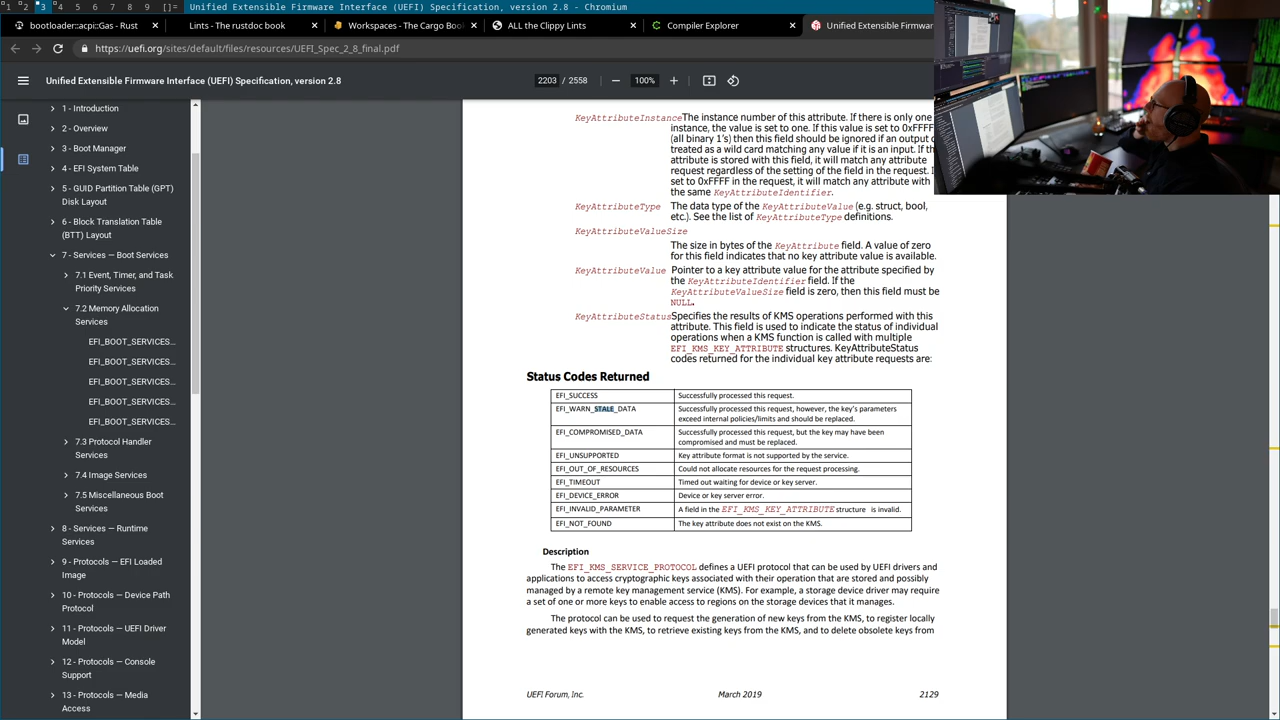 1 2 3 4 5 6 7 8 9 Unified Extensible Firmware Interface (UEFI) Specification, version 2.8 - Chromium
bootloader::acpi::Gas - Rust
Lints - The rustdoc book
Workspaces - The Cargo Book
ALL the Clippy Lints
Compiler Explorer
Unified Extensible Firmware
https://uefi.org/sites/default/files/resources/UEFI_Spec_2_8_final.pdf
Unified Extensible Firmware Interface (UEFI) Specification, version 2.8
2203 / 2558
100%
1 - Introduction
2 - Overview
3 - Boot Manager
4 - EFI System Table
5 - GUID Partition Table (GPT)
Disk Layout
6 - Block Translation Table
(BTT) Layout
7 - Services — Boot Services
7.1 Event, Timer, and Task
Priority Services
7.2 Memory Allocation
Services
EFI_BOOT_SERVICES...
EFI_BOOT_SERVICES...
EFI_BOOT_SERVICES...
EFI_BOOT_SERVICES...
EFI_BOOT_SERVICES...
7.3 Protocol Handler
Services
7.4 Image Services
7.5 Miscellaneous Boot
Services
8 - Services — Runtime
Services
9 - Protocols — EFI Loaded
Image
10 - Protocols — Device Path
Protocol
11 - Protocols — UEFI Driver
Model
12 - Protocols — Console
Support
13 - Protocols — Media
Access
KeyAttributeInstance The instance number of this attribute. If there is only one
instance, the value is set to one. If this value is set to 0xFFFF
(all binary 1's) then this field should be ignored if an output o
treated as a wild card matching any value if it is an input. If the
attribute is stored with this field, it will match any attribute
request regardless of the setting of the field in the request. I
set to 0xFFFF in the request, it will match any attribute with
the same KeyAttributeIdentifier.
KeyAttributeType The data type of the KeyAttributeValue (e.g. struct, bool,
etc.). See the list of KeyAttributeType definitions.
KeyAttributeValueSize
The size in bytes of the KeyAttribute field. A value of zero
for this field indicates that no key attribute value is available.
KeyAttributeValue Pointer to a key attribute value for the attribute specified by
the KeyAttributeIdentifier field. If the
KeyAttributeValueSize field is zero, then this field must be
NULL.
KeyAttributeStatus Specifies the results of KMS operations performed with this
attribute. This field is used to indicate the status of individual
operations when a KMS function is called with multiple
EFI_KMS_KEY_ATTRIBUTE structures. KeyAttributeStatus
codes returned for the individual key attribute requests are:
Status Codes Returned
EFI_SUCCESS Successfully processed this request.
EFI_WARN_STALE_DATA Successfully processed this request, however, the key's parameters
exceed internal policies/limits and should be replaced.
EFI_COMPROMISED_DATA Successfully processed this request, but the key may have been
compromised and must be replaced.
EFI_UNSUPPORTED Key attribute format is not supported by the service.
EFI_OUT_OF_RESOURCES Could not allocate resources for the request processing.
EFI_TIMEOUT Timed out waiting for device or key server.
EFI_DEVICE_ERROR Device or key server error.
EFI_INVALID_PARAMETER A field in the EFI_KMS_KEY_ATTRIBUTE structure is invalid.
EFI_NOT_FOUND The key attribute does not exist on the KMS.
Description
The EFI_KMS_SERVICE_PROTOCOL defines a UEFI protocol that can be used by UEFI drivers and
applications to access cryptographic keys associated with their operation that are stored and possibly
managed by a remote key management service (KMS). For example, a storage device driver may require
a set of one or more keys to enable access to regions on the storage devices that it manages.
The protocol can be used to request the generation of new keys from the KMS, to register locally
generated keys with the KMS, to retrieve existing keys from the KMS, and to delete obsolete keys from
UEFI Forum, Inc. March 2019 2129